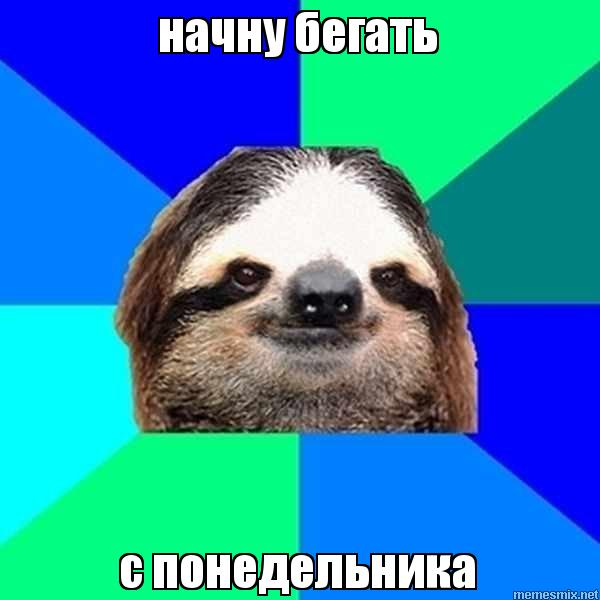 начну бегать
с понедельника
memesmix.net